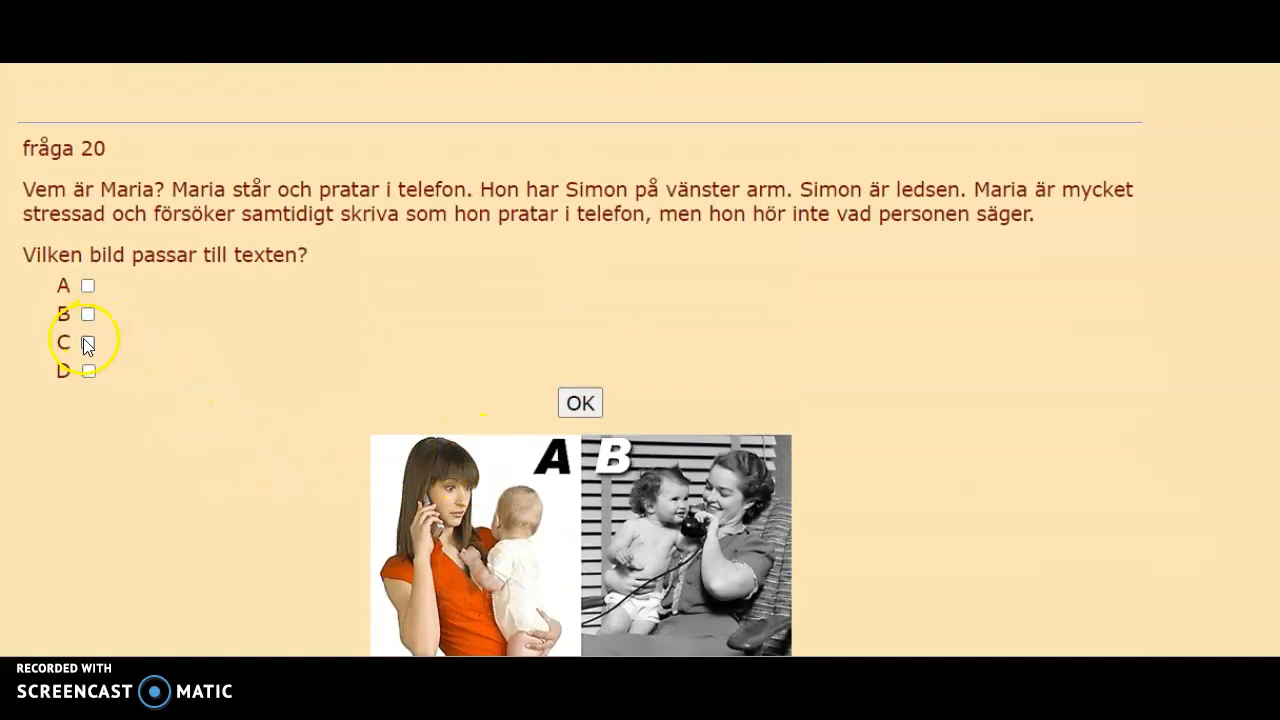 fråga 20
Vem är Maria? Maria står och pratar i telefon. Hon har Simon på vänster arm. Simon är ledsen. Maria är mycket
stressad och försöker samtidigt skriva som hon pratar i telefon, men hon hör inte vad personen säger.
Vilken bild passar till texten?
A
B
C
D
OK
A B
RECORDED WITH
SCREENCAST MATIC